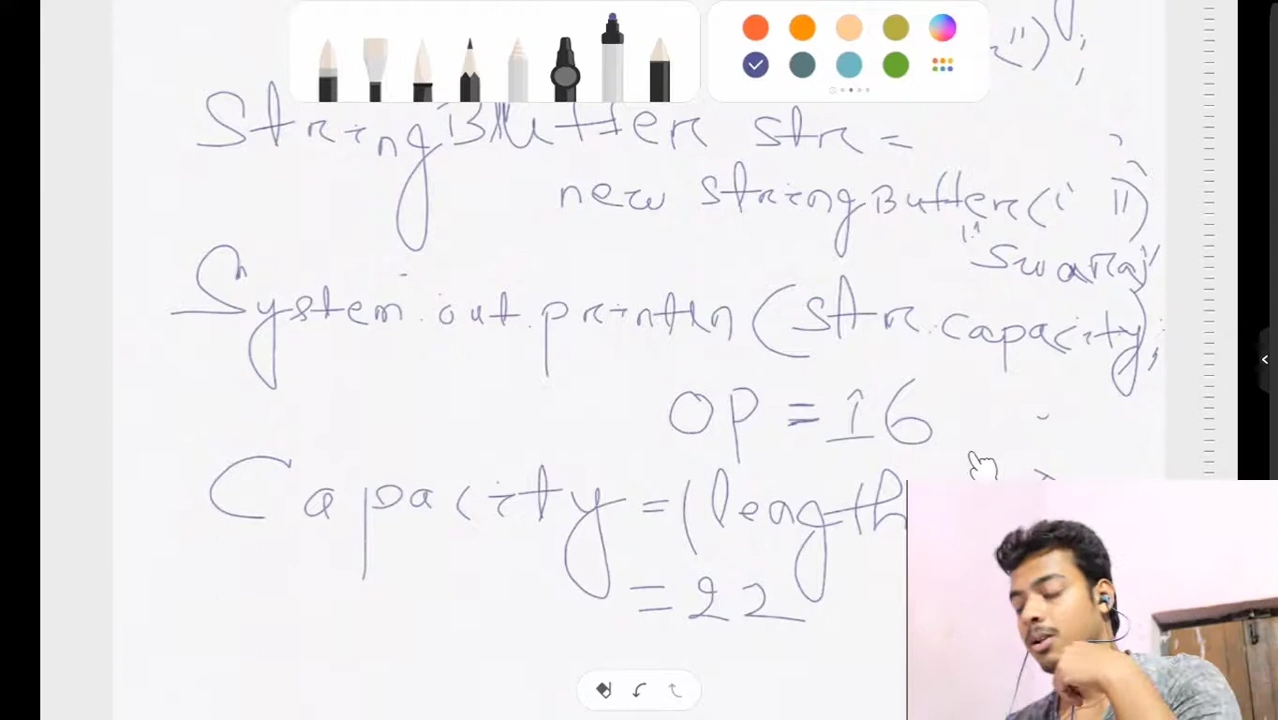 ");
StringBuffer str =
new stringBuffer(" ")
"Swaraj"
System.out.println(str.capacity;
OP = 16
Capacity = (length
= 22